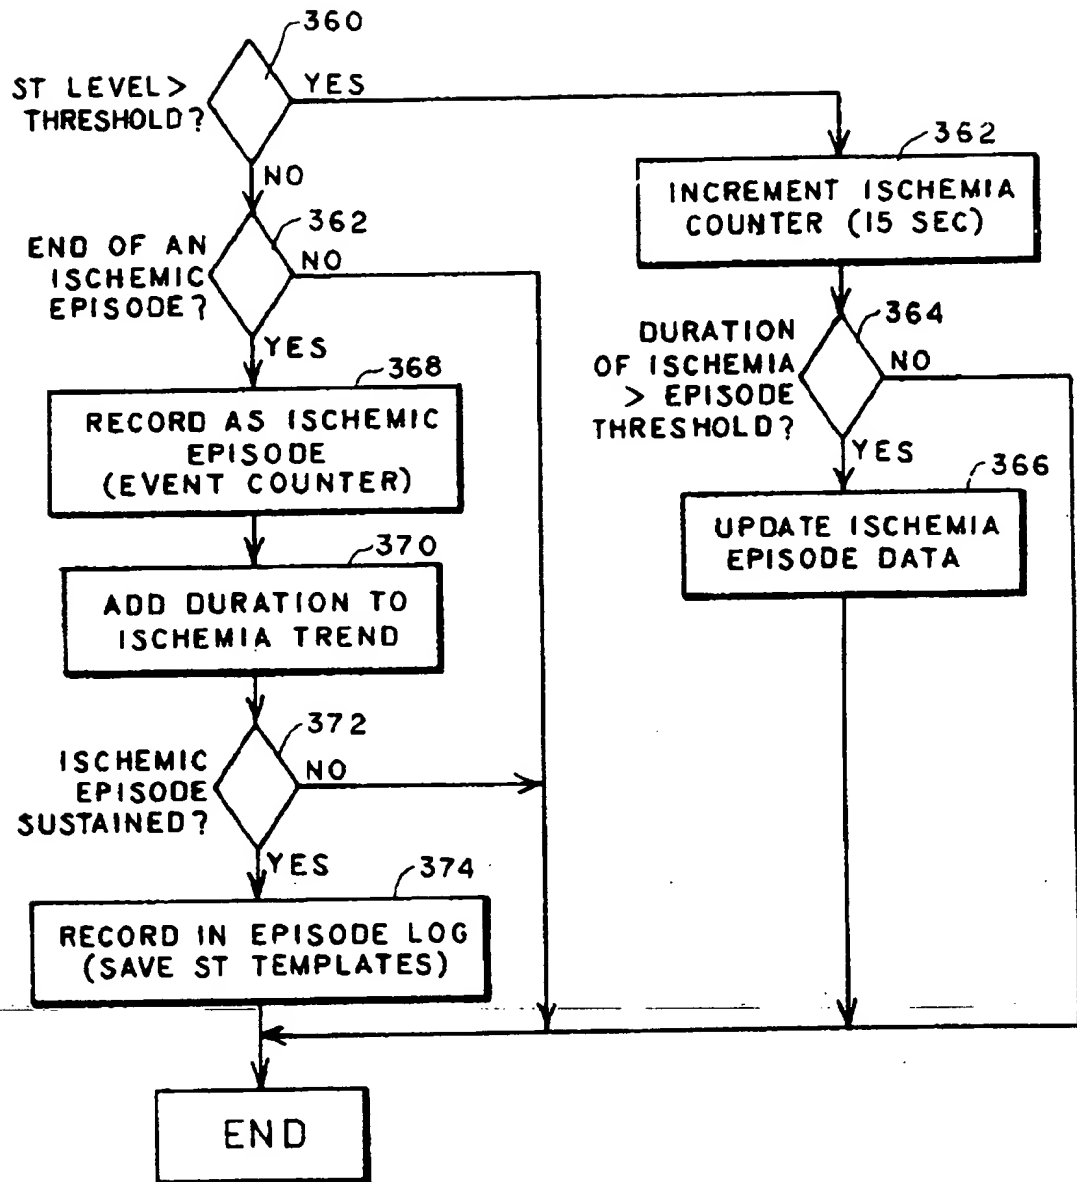 360
ST LEVEL >
THRESHOLD?
YES
NO
362
INCREMENT ISCHEMIA
COUNTER (15 SEC)
362
END OF AN
ISCHEMIC
EPISODE?
NO
YES
364
DURATION
OF ISCHEMIA
> EPISODE
THRESHOLD?
NO
YES
368
RECORD AS ISCHEMIC
EPISODE
(EVENT COUNTER)
366
UPDATE ISCHEMIA
EPISODE DATA
370
ADD DURATION TO
ISCHEMIA TREND
372
ISCHEMIC
EPISODE
SUSTAINED?
NO
YES
374
RECORD IN EPISODE LOG
(SAVE ST TEMPLATES)
END